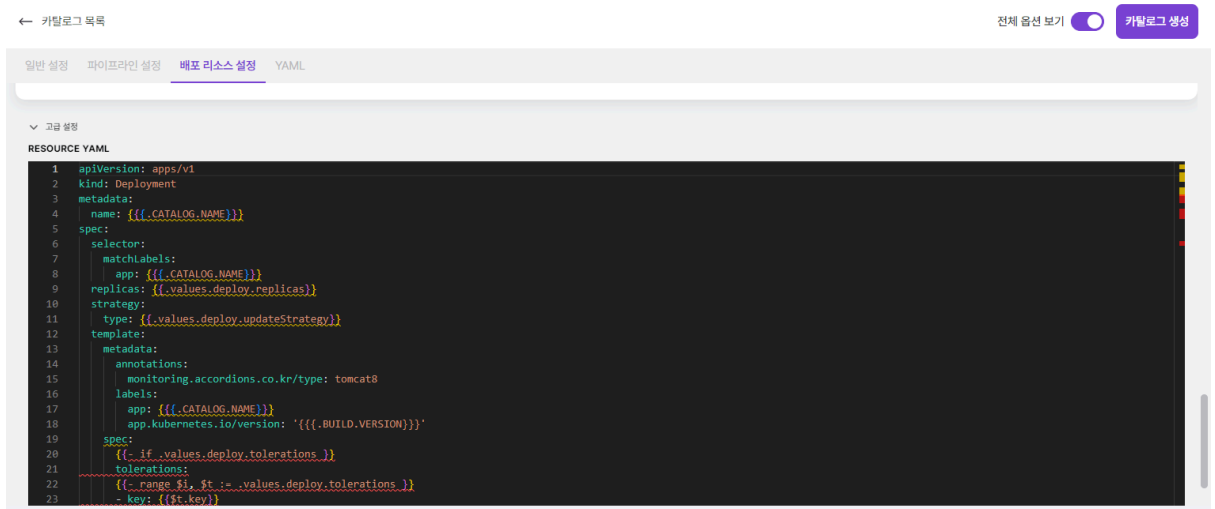 ← 카탈로그 목록
전체 옵션 보기
카탈로그 생성
일반 설정 파이프라인 설정 배포 리소스 설정 YAML
고급 설정
RESOURCE YAML
1 apiVersion: apps/v1
2 kind: Deployment
3 metadata:
4   name: {{{.CATALOG.NAME}}}
5 spec:
6   selector:
7     matchLabels:
8       app: {{{.CATALOG.NAME}}}
9   replicas: {{.values.deploy.replicas}}
10   strategy:
11     type: {{.values.deploy.updateStrategy}}
12   template:
13     metadata:
14       annotations:
15         monitoring.accordions.co.kr/type: tomcat8
16       labels:
17         app: {{{.CATALOG.NAME}}}
18         app.kubernetes.io/version: '{{{.BUILD.VERSION}}}'
19     spec:
20       {{- if .values.deploy.tolerations }}
21       tolerations:
22       {{- range $i, $t := .values.deploy.tolerations }}
23       - key: {{$t.key}}